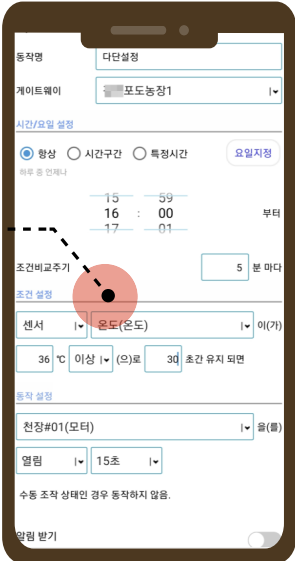 동작명 다단설정
게이트웨이 포도농장1
시간/요일 설정
항상 시간구간 특정시간 요일지정
하루 중 언제나
15 59
16 : 00 부터
17 01
조건비교주기 5 분 마다
조건 설정
센서 온도(온도) 이(가)
36 ℃ 이상 (으)로 30 초간 유지 되면
동작 설정
천장#01(모터) 을(를)
열림 15초
수동 조작 상태인 경우 동작하지 않음.
알림 받기